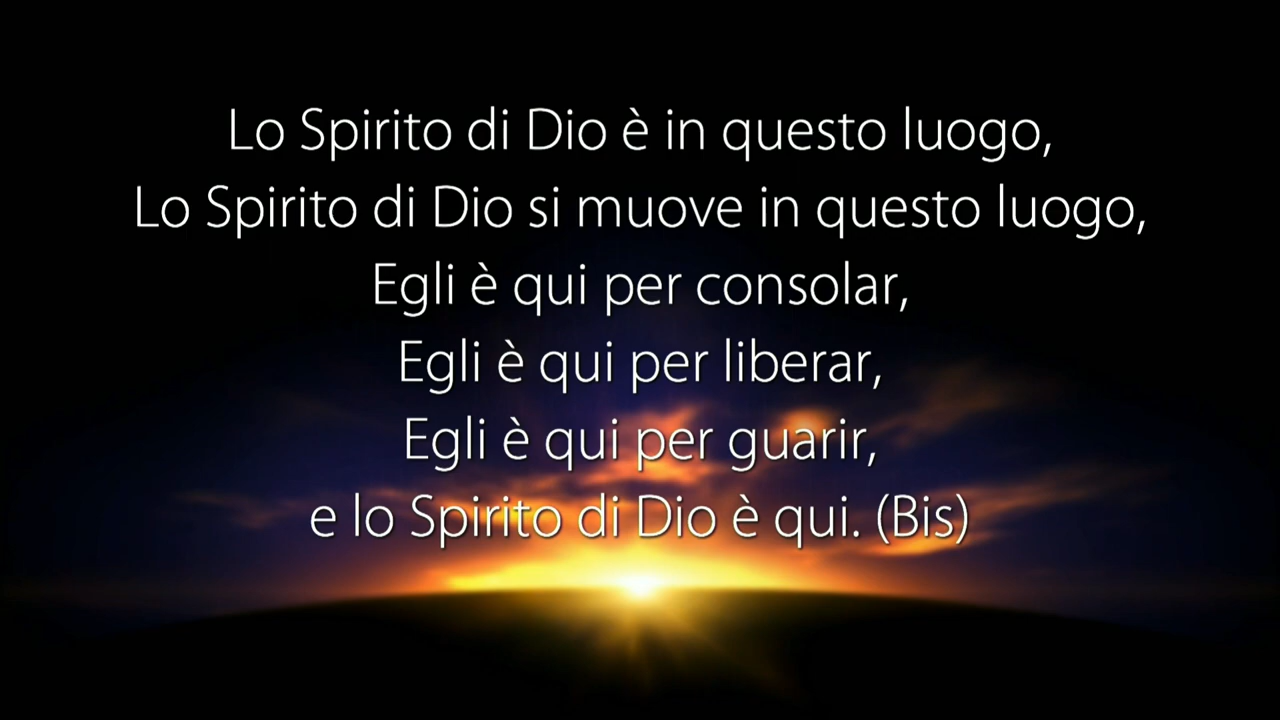 Lo Spirito di Dio è in questo luogo,
Lo Spirito di Dio si muove in questo luogo,
Egli è qui per consolar,
Egli è qui per liberar,
Egli è qui per guarir,
e lo Spirito di Dio è qui. (Bis)